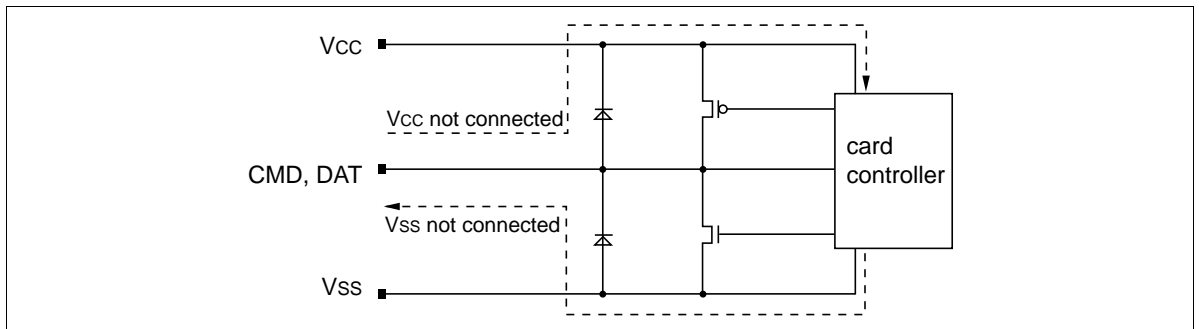 VCC
VCC not connected
CMD, DAT
card
controller
VSS not connected
VSS